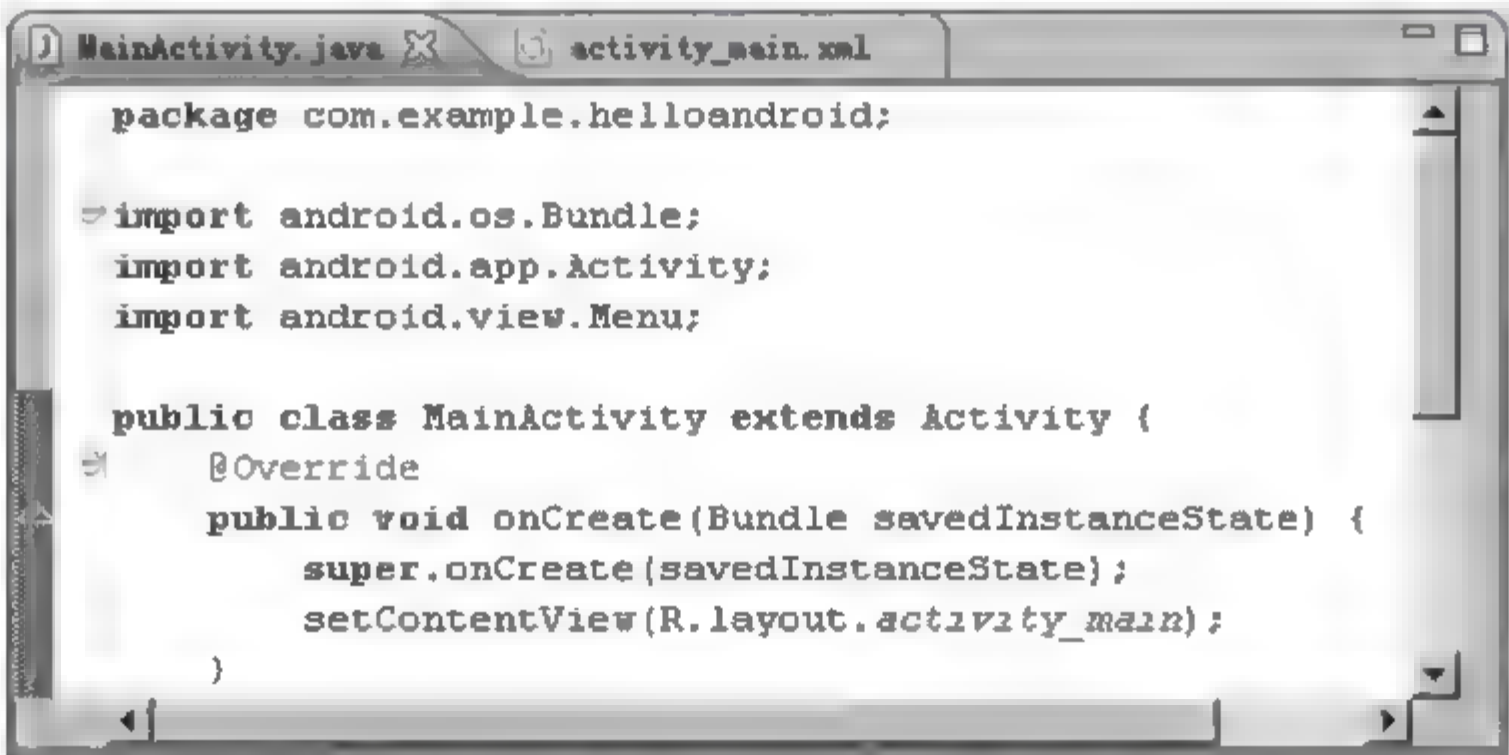 MainActivity.java activity_main.xml
package com.example.helloandroid;
import android.os.Bundle;
import android.app.Activity;
import android.view.Menu;
public class MainActivity extends Activity {
@Override
public void onCreate(Bundle savedInstanceState) {
super.onCreate(savedInstanceState);
setContentView(R.layout.activity_main);
}